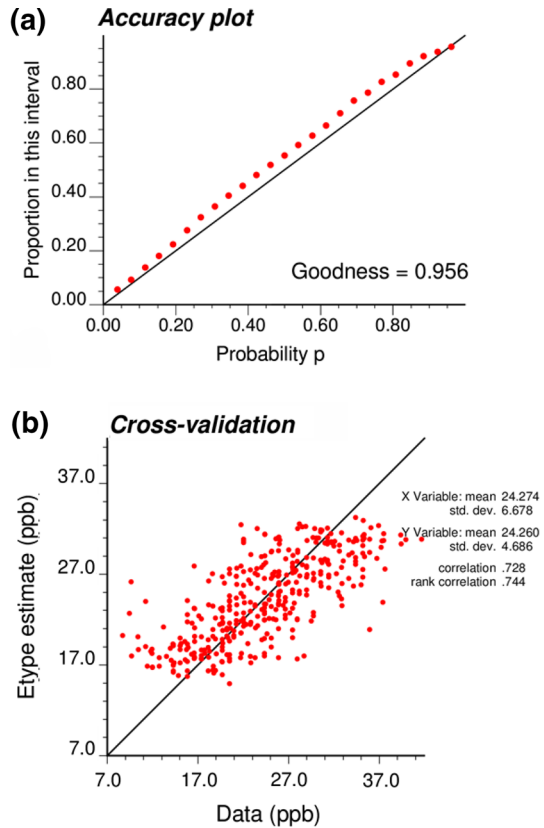 (a)
Accuracy plot
Proportion in this interval
0.80
0.60
0.40
0.20
0.00
0.00 0.20 0.40 0.60 0.80
Goodness = 0.956
Probability p
(b)
Cross-validation
Etype estimate (ppb)
37.0
27.0
17.0
7.0
7.0 17.0 27.0 37.0
X Variable: mean 24.274
std. dev. 6.678
Y Variable: mean 24.260
std. dev. 4.686
correlation .728
rank correlation .744
Data (ppb)